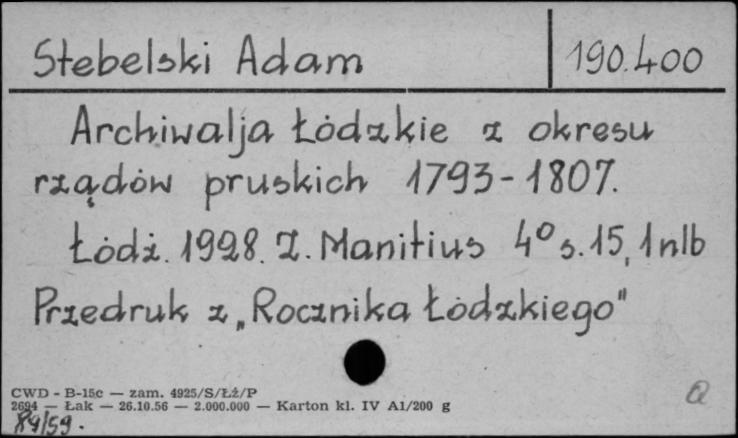 Stebelski Adam 190.400
Archiwalja Łódzkie z okresu
rządów pruskich 1793-1807.
Łódź. 1928. Z. Manitius 4° s. 15, 1 nlb
Przedruk z „Rocznika Łódzkiego"
CWD - B-15c — zam. 4925/S/ŁŻ/P
2694 — Łak — 26.10.56 — 2.000.000 — Karton kl. IV A1/200 g
89/59.